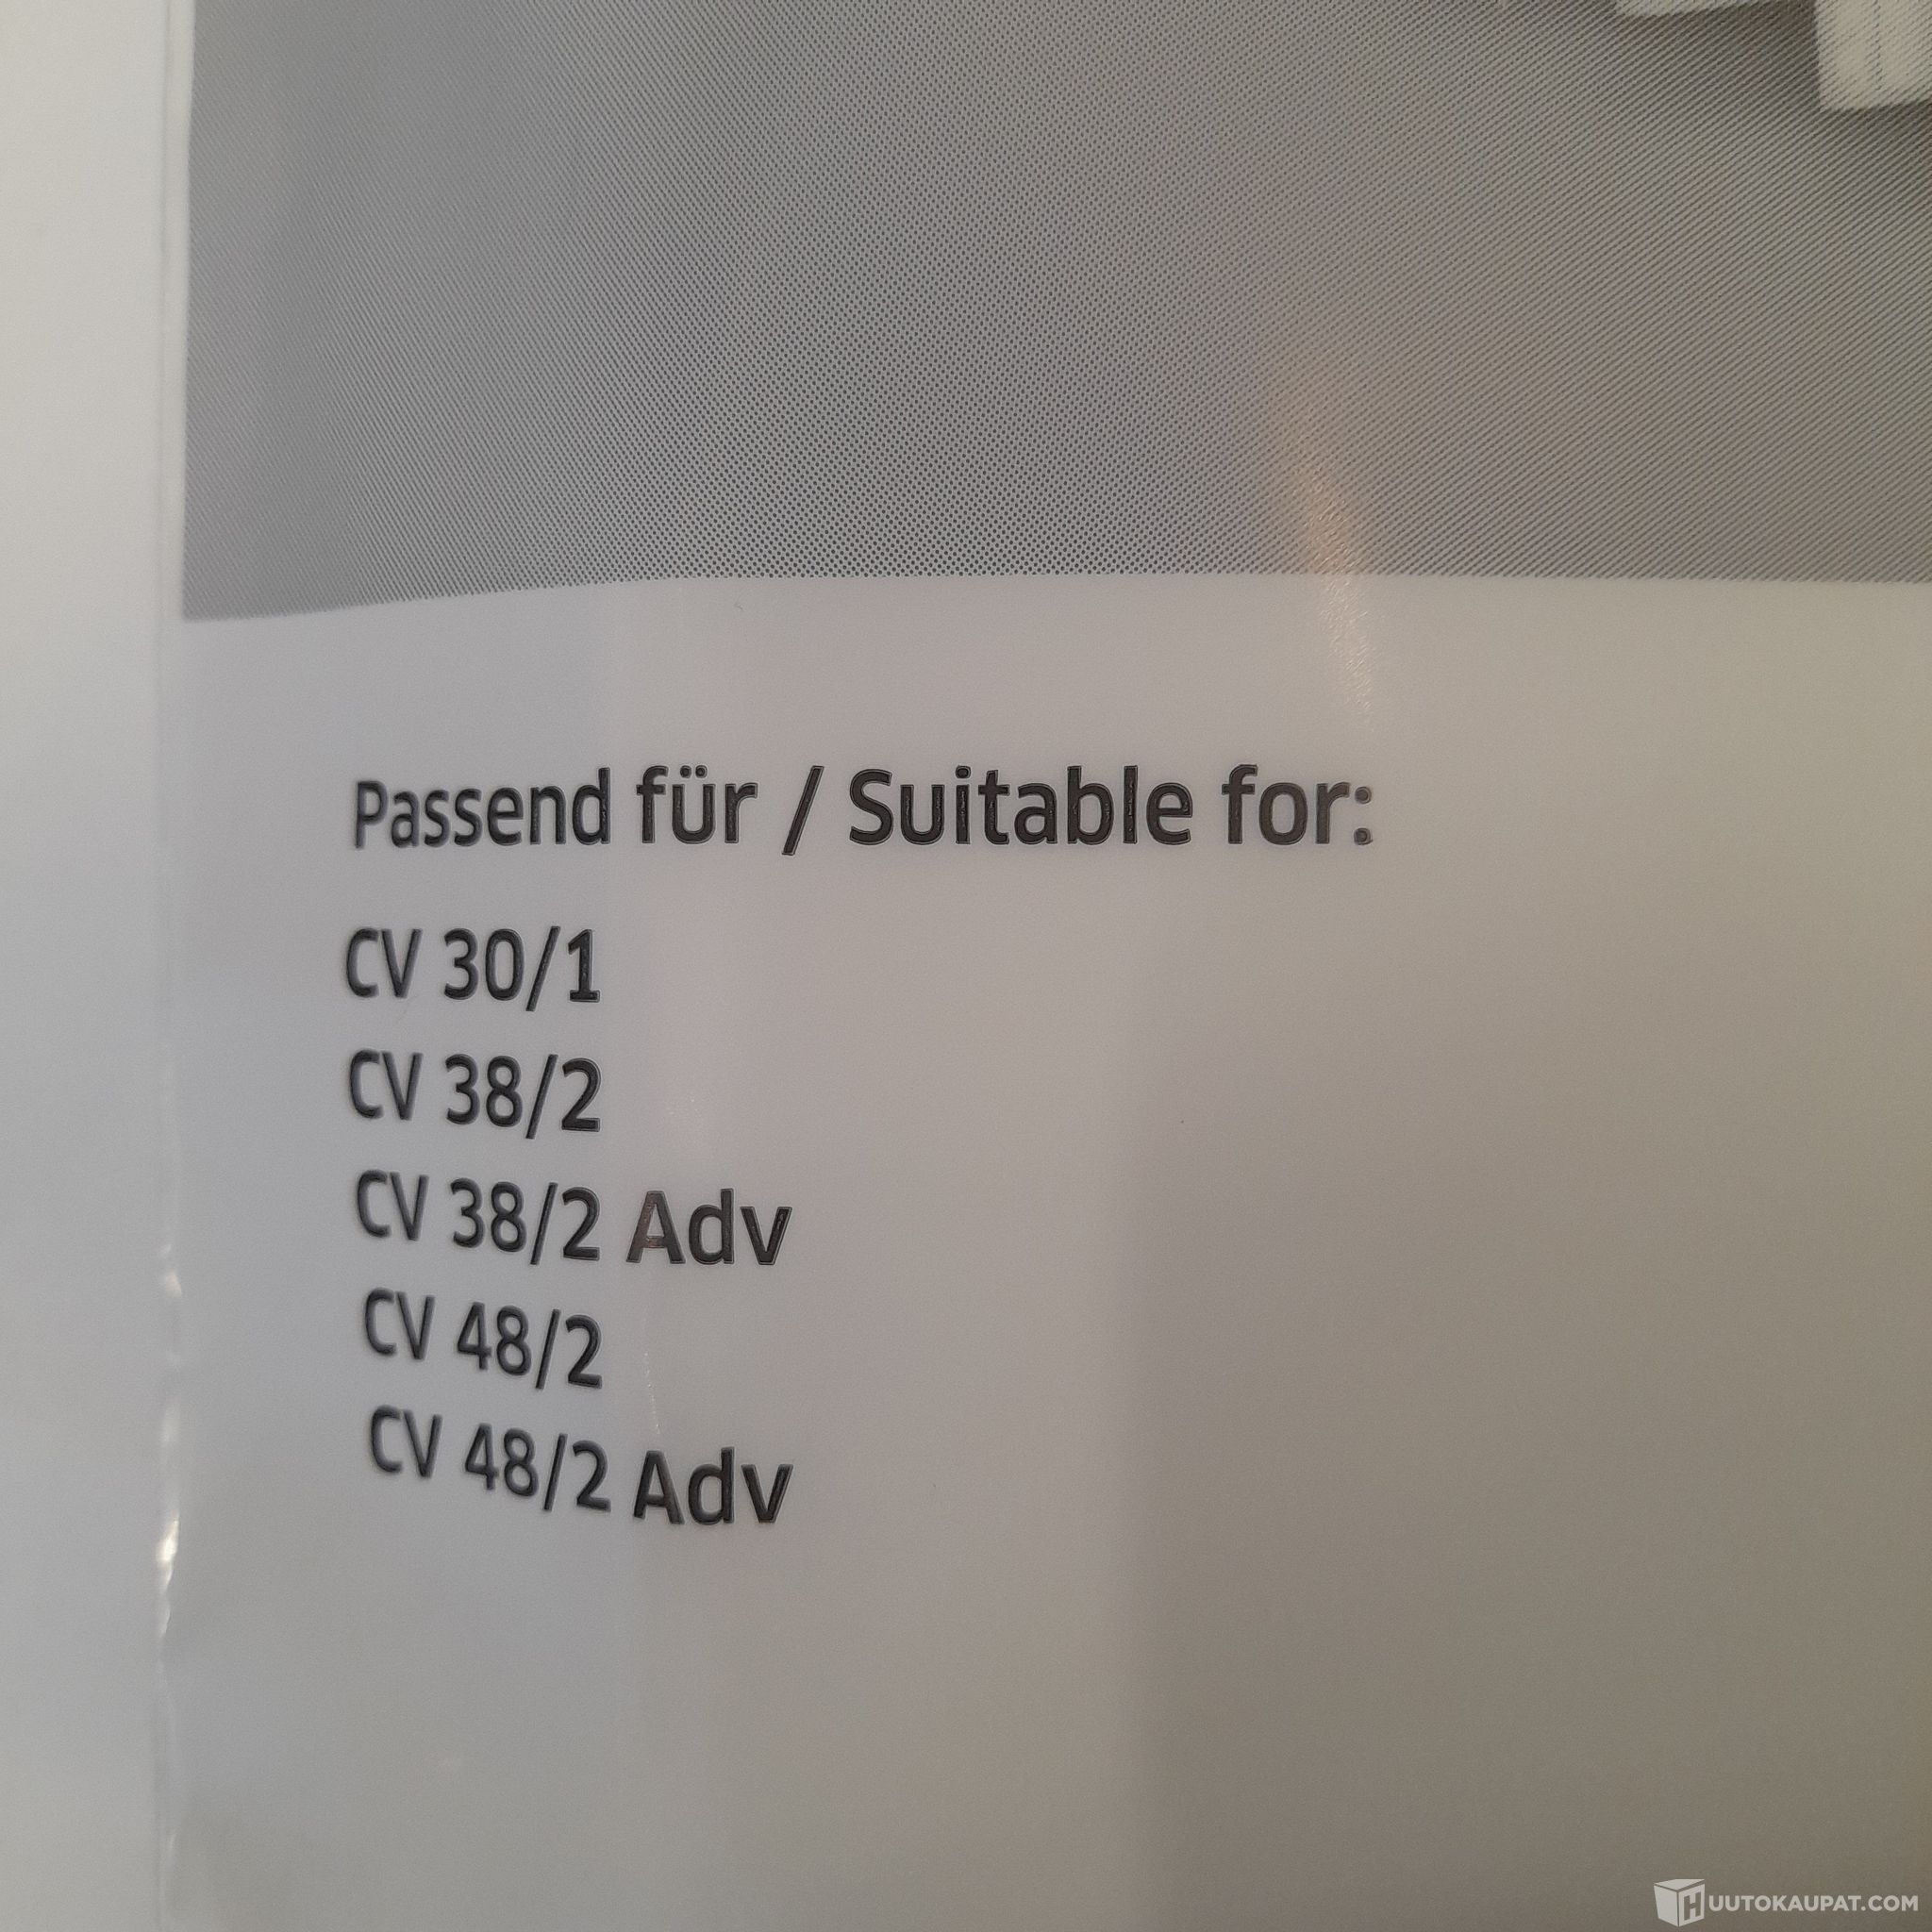 Passend für / Suitable for:
CV 30/1
CV 38/2
CV 38/2 Adv
CV 48/2
CV 48/2 Adv
HUUTOKAUPAT.COM